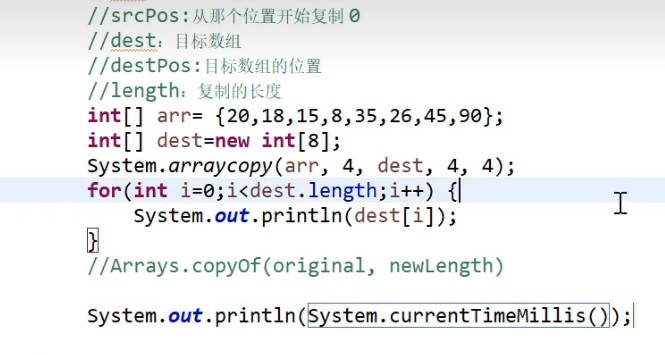 //srcPos:从那个位置开始复制0
//dest：目标数组
//destPos:目标数组的位置
//length：复制的长度
int[] arr= {20,18,15,8,35,26,45,90};
int[] dest=new int[8];
System.arraycopy(arr, 4, dest, 4, 4);
for(int i=0;i<dest.length;i++) {
System.out.println(dest[i]);
}
//Arrays.copyOf(original, newLength)
System.out.println(System.currentTimeMillis());